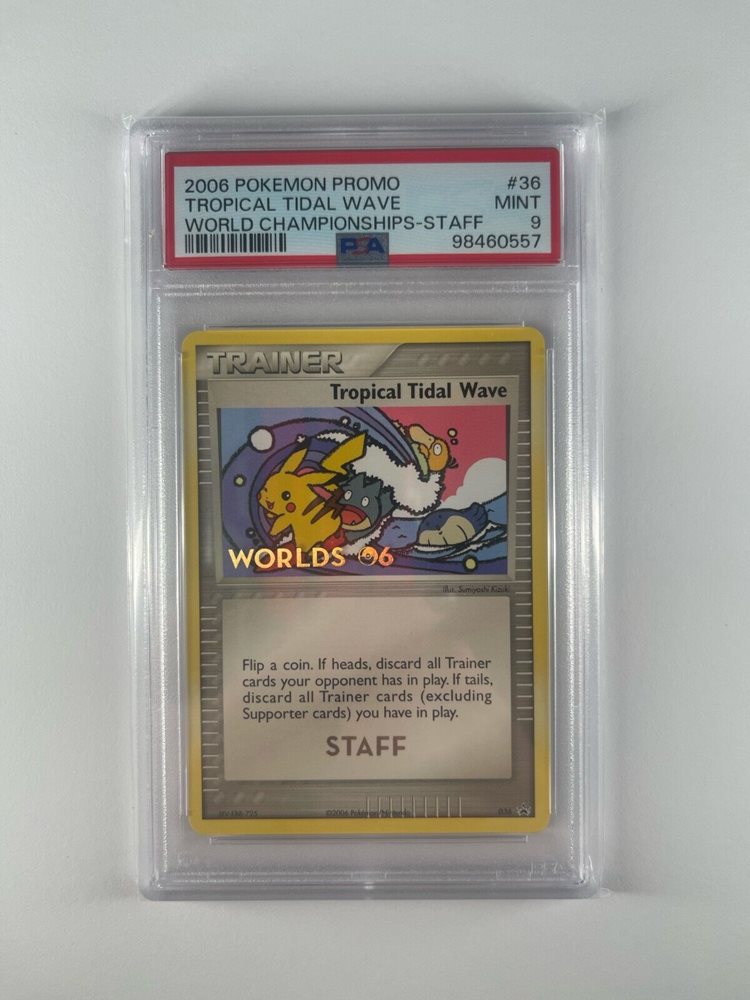 2006 POKEMON PROMO #36
TROPICAL TIDAL WAVE MINT
WORLD CHAMPIONSHIPS-STAFF 9
PSA 98460557
TRAINER
Tropical Tidal Wave
WORLDS 06
Illus. Sumiyoshi Kizuki
Flip a coin. If heads, discard all Trainer
cards your opponent has in play. If tails,
discard all Trainer cards (excluding
Supporter cards) you have in play.
STAFF
©2006 Pokémon/Nintendo
036